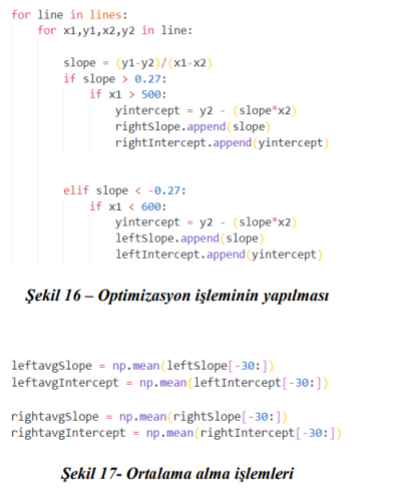 for line in lines:
for x1,y1,x2,y2 in line:
slope = (y1-y2)/(x1-x2)
if slope > 0.27:
if x1 > 500:
yintercept = y2 - (slope*x2)
rightSlope.append(slope)
rightIntercept.append(yintercept)
elif slope < -0.27:
if x1 < 600:
yintercept = y2 - (slope*x2)
leftSlope.append(slope)
leftIntercept.append(yintercept)
Şekil 16 – Optimizasyon işleminin yapılması
leftavgSlope = np.mean(leftSlope[-30:])
leftavgIntercept = np.mean(leftIntercept[-30:])
rightavgSlope = np.mean(rightSlope[-30:])
rightavgIntercept = np.mean(rightIntercept[-30:])
Şekil 17- Ortalama alma işlemleri